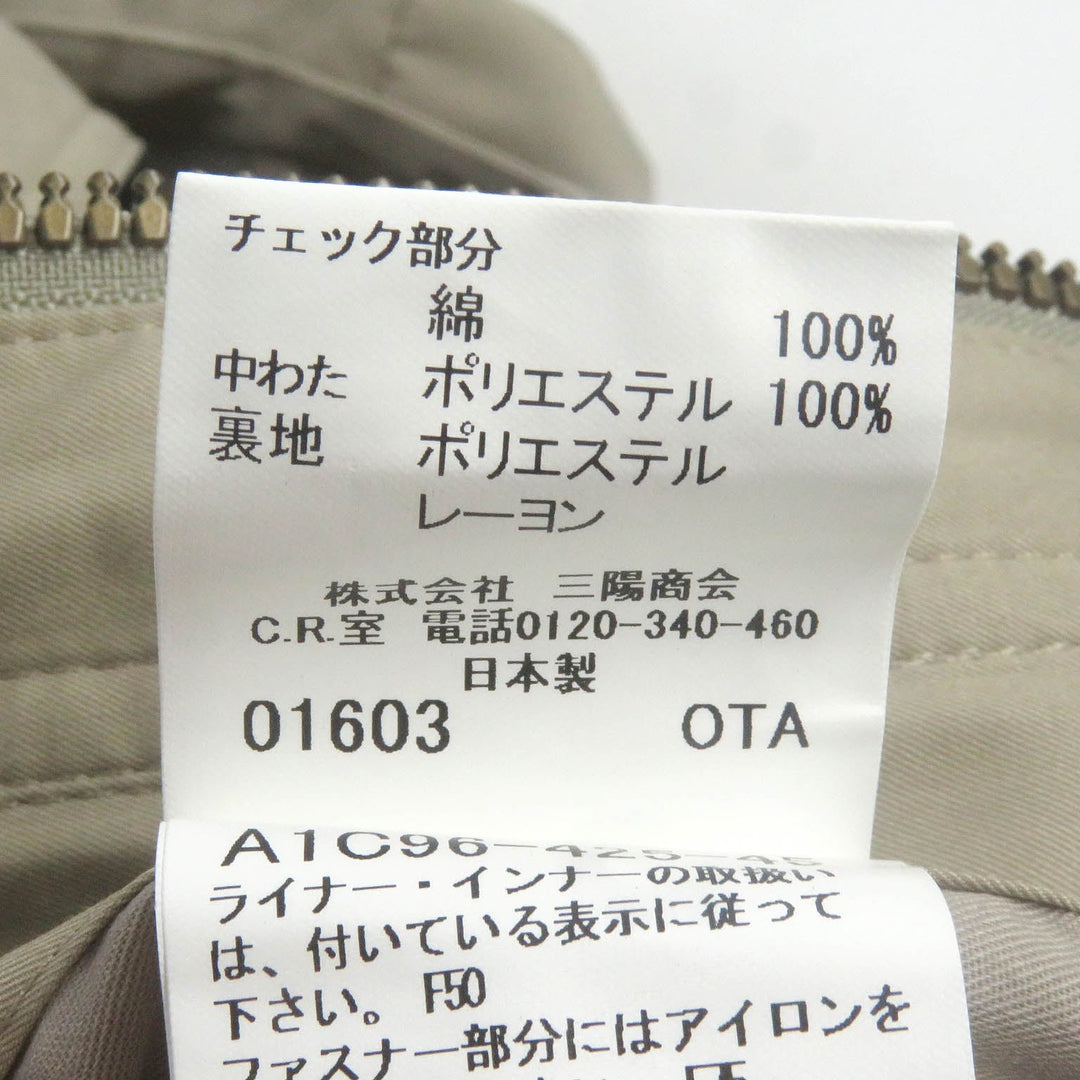 チェック部分
綿 100%
中わた ポリエステル 100%
裏地 ポリエステル
レーヨン
株式会社 三陽商会
C.R.室 電話0120-340-460
日本製
01603 OTA
A1C96-425-45
ライナー・インナーの取扱い
は、付いている表示に従って
下さい。 F50
ファスナー部分にはアイロンを